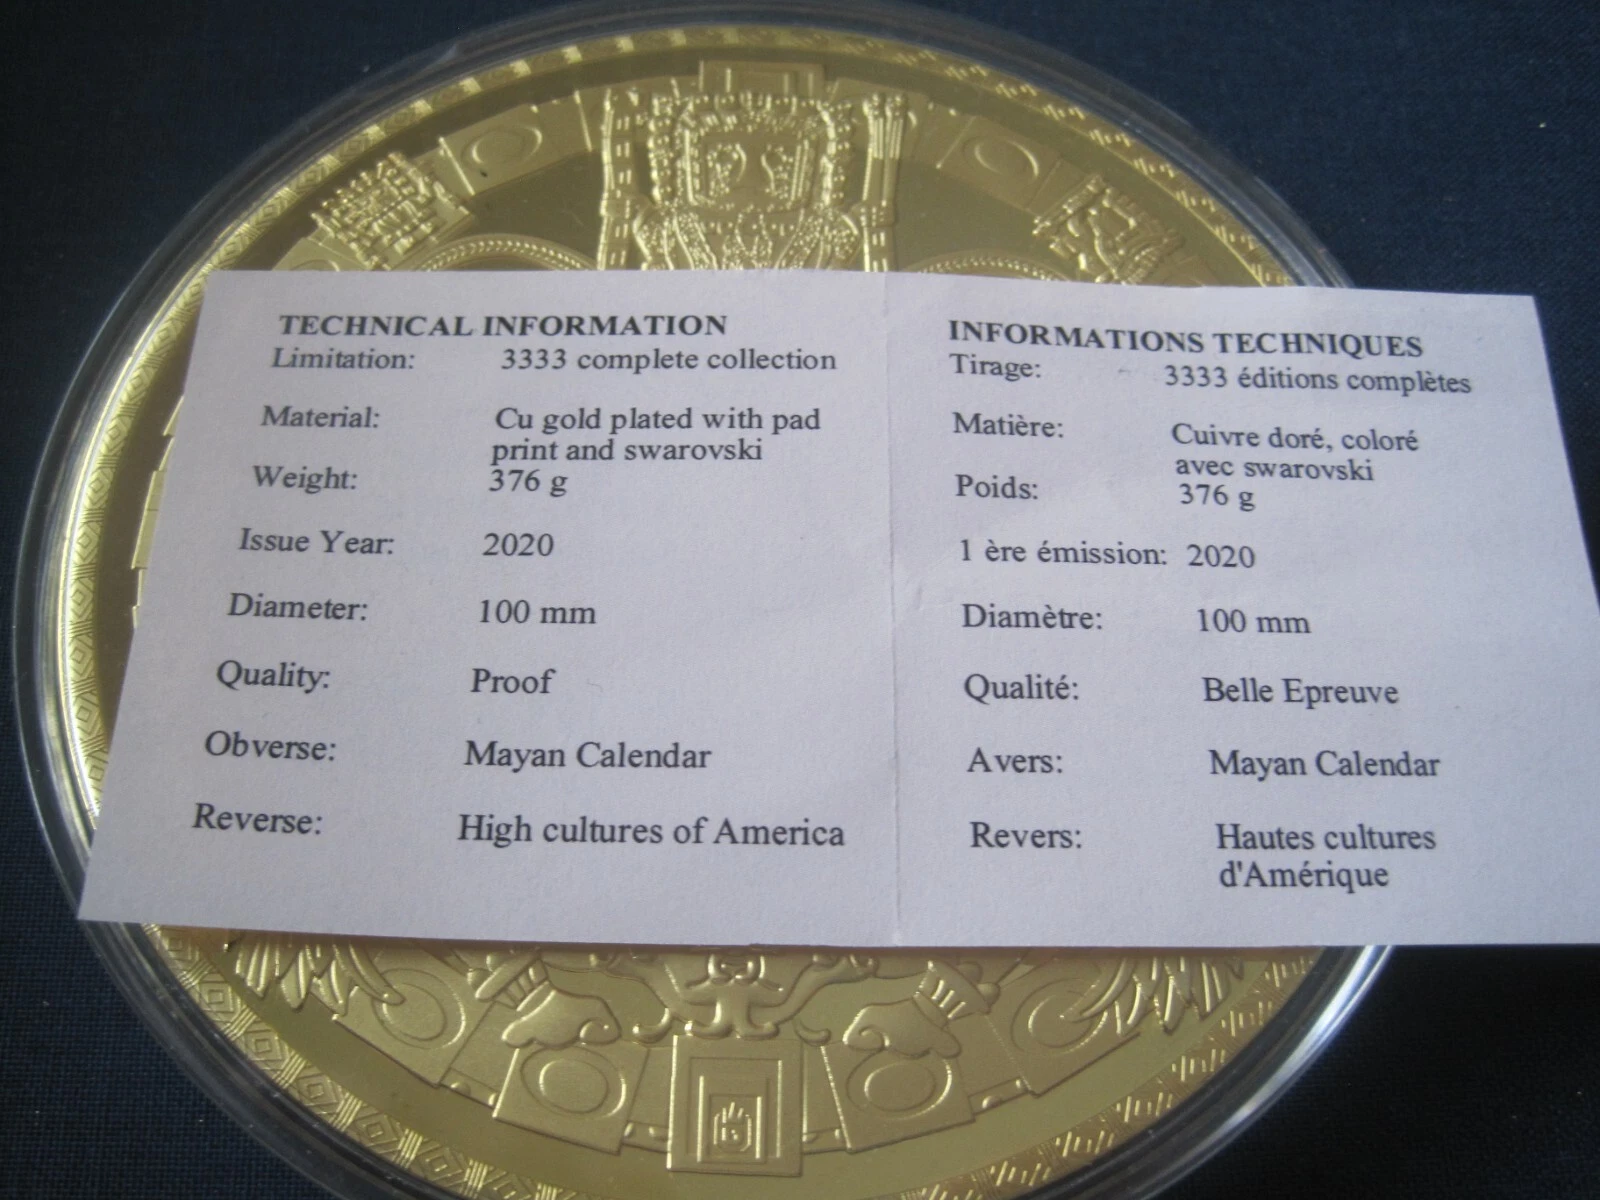 TECHNICAL INFORMATION
Limitation: 3333 complete collection
Material: Cu gold plated with pad
print and swarovski
Weight: 376 g
Issue Year: 2020
Diameter: 100 mm
Quality: Proof
Obverse: Mayan Calendar
Reverse: High cultures of America
INFORMATIONS TECHNIQUES
Tirage: 3333 éditions complètes
Matière: Cuivre doré, coloré
avec swarovski
Poids: 376 g
1 ère émission: 2020
Diamètre: 100 mm
Qualité: Belle Epreuve
Avers: Mayan Calendar
Revers: Hautes cultures
d'Amérique